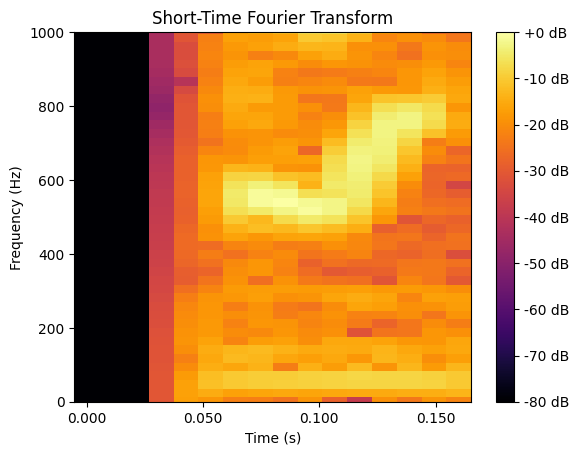 Short-Time Fourier Transform
1000
800
600
400
200
0
Frequency (Hz)
0.000
0.050
0.100
0.150
Time (s)
+0 dB
-10 dB
-20 dB
-30 dB
-40 dB
-50 dB
-60 dB
-70 dB
-80 dB